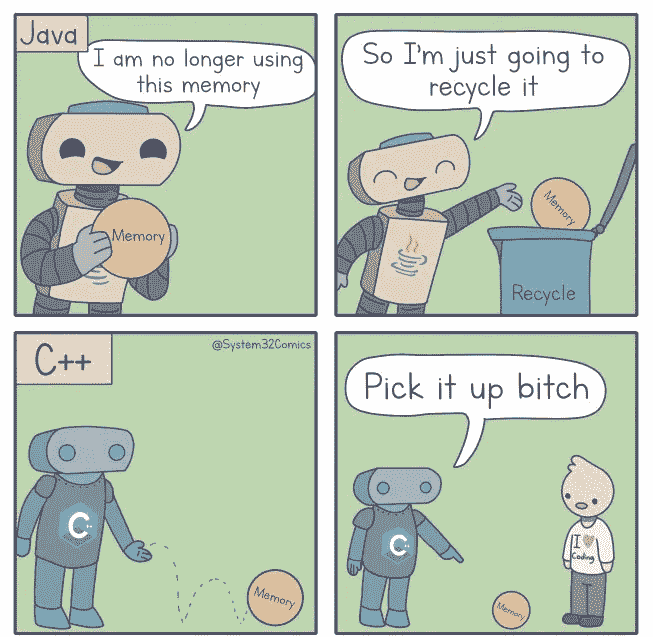 Java
I am no longer using
this memory
Memory
So I'm just going to
recycle it
Memory
Recycle
C++
@System32Comics
C++
Memory
Pick it up bitch
C++
I 
Coding
Memory